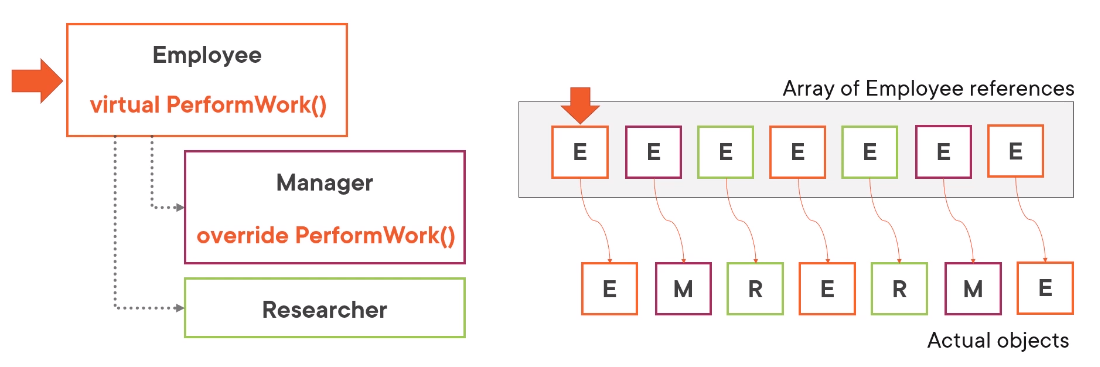 Employee
virtual PerformWork()
Manager
override PerformWork()
Researcher
Array of Employee references
E E E E E E E
E M R E R M E
Actual objects